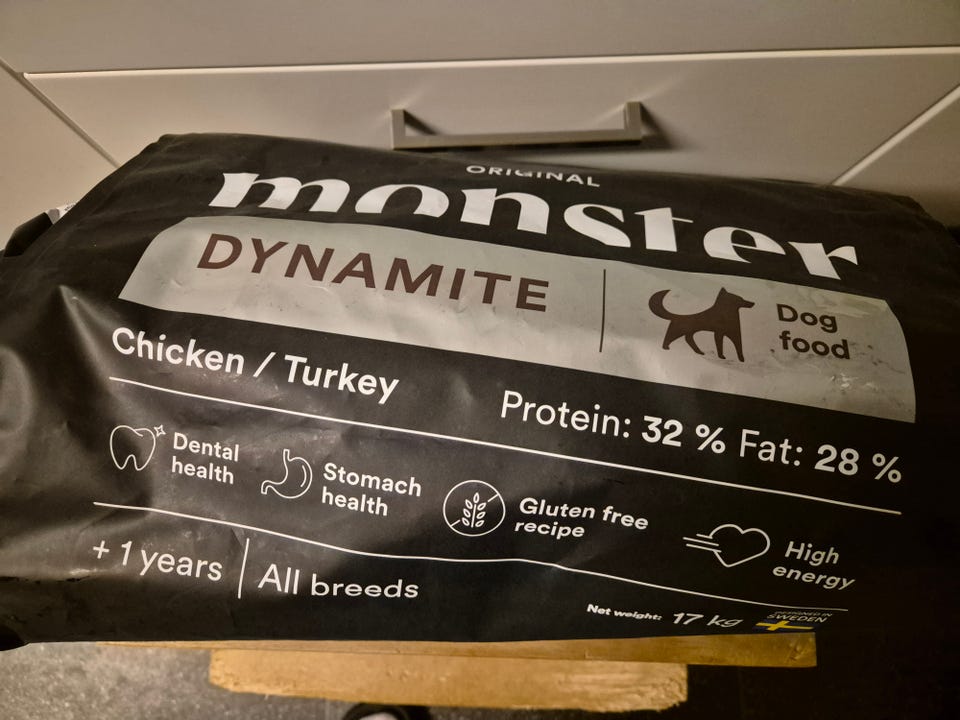 ORIGINAL
monster
DYNAMITE
Dog
food
Chicken / Turkey
Protein: 32 % Fat: 28 %
Dental
health
Stomach
health
Gluten free
recipe
High
energy
+ 1 years
All breeds
Net weight: 17 kg
DESIGNED IN
SWEDEN